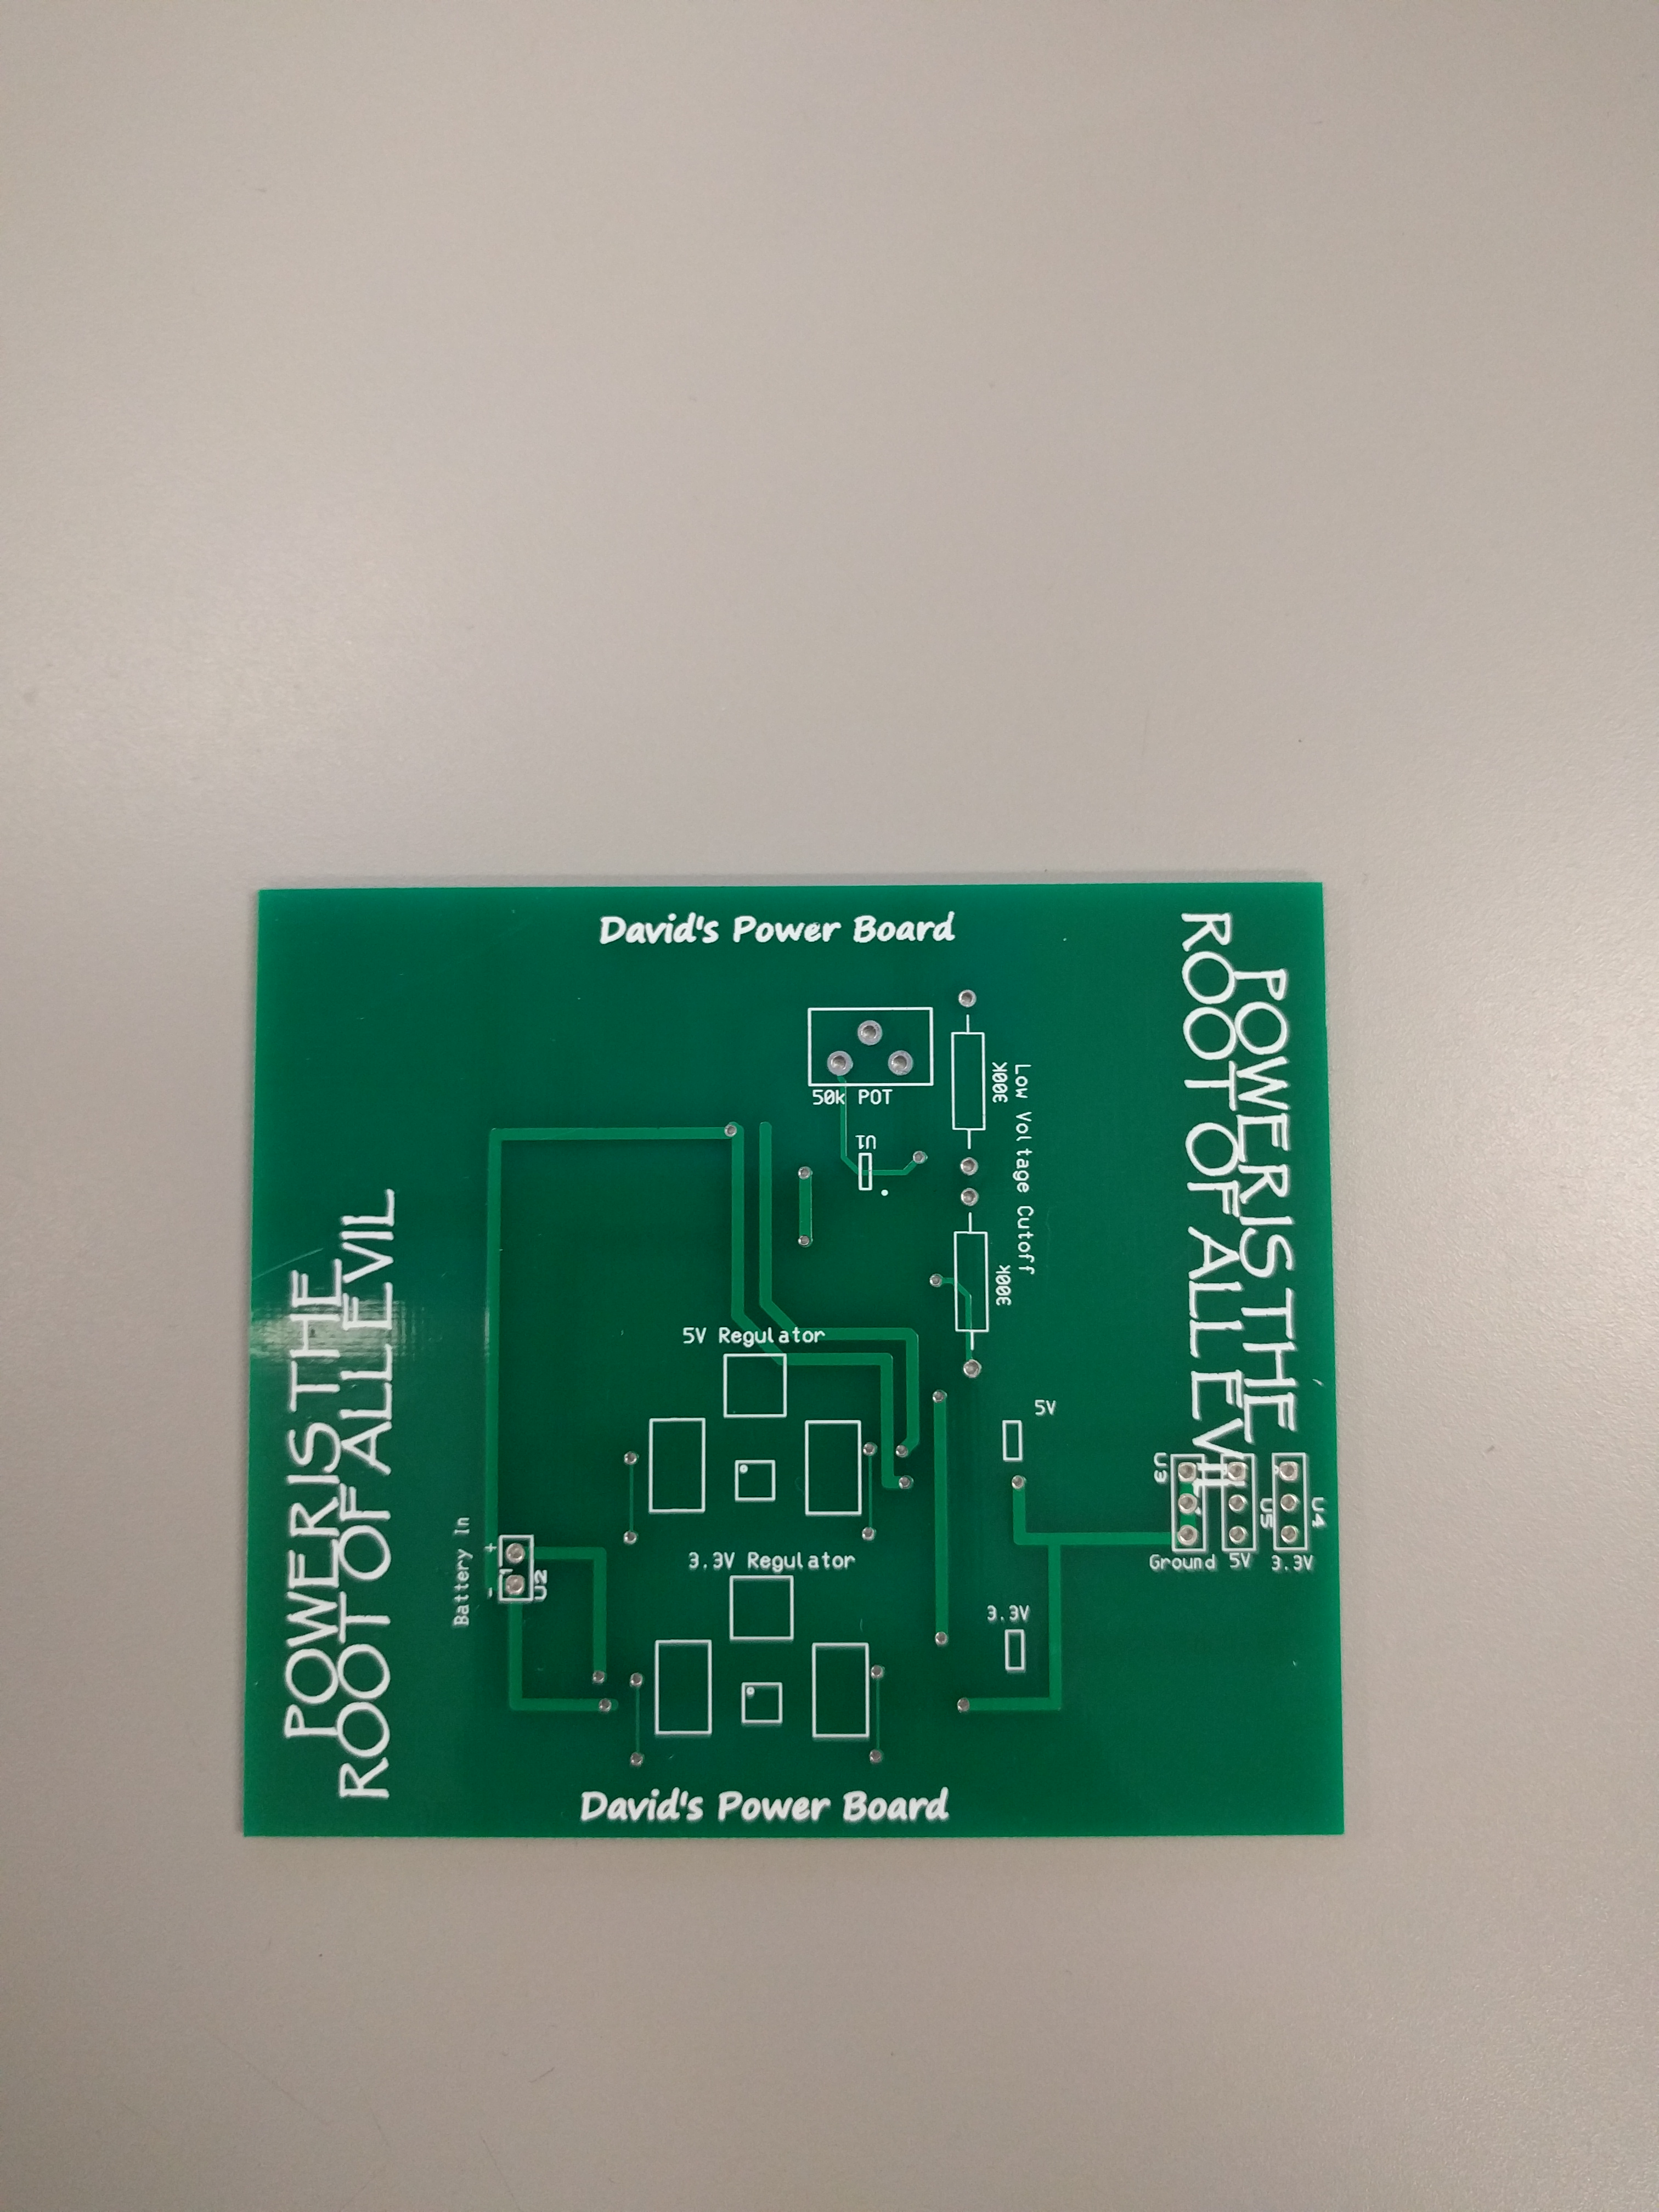 David's Power Board
POWER IS THE
ROOT OF ALL EVIL
50k POT
300K
Low Voltage Cutoff
U1
300K
5V Regulator
5V
POWER IS THE
ROOT OF ALL EVIL
Battery In
+
-
U2
U3
U5
U4
Ground
5V
3.3V
3.3V Regulator
3.3V
David's Power Board